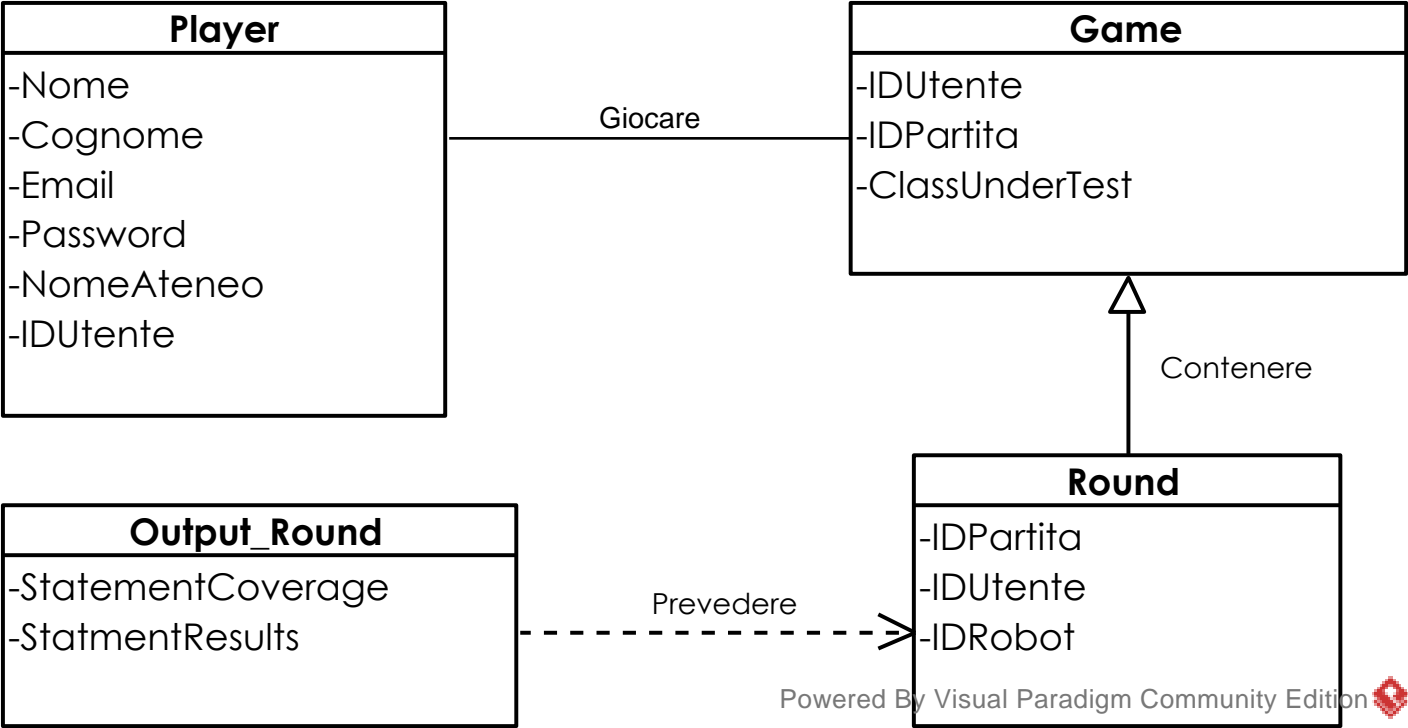 Player
-Nome
-Cognome
-Email
-Password
-NomeAteneo
-IDUtente
Giocare
Game
-IDUtente
-IDPartita
-ClassUnderTest
Contenere
Output_Round
-StatementCoverage
-StatmentResults
Prevedere
Round
-IDPartita
-IDUtente
-IDRobot
Powered By Visual Paradigm Community Edition